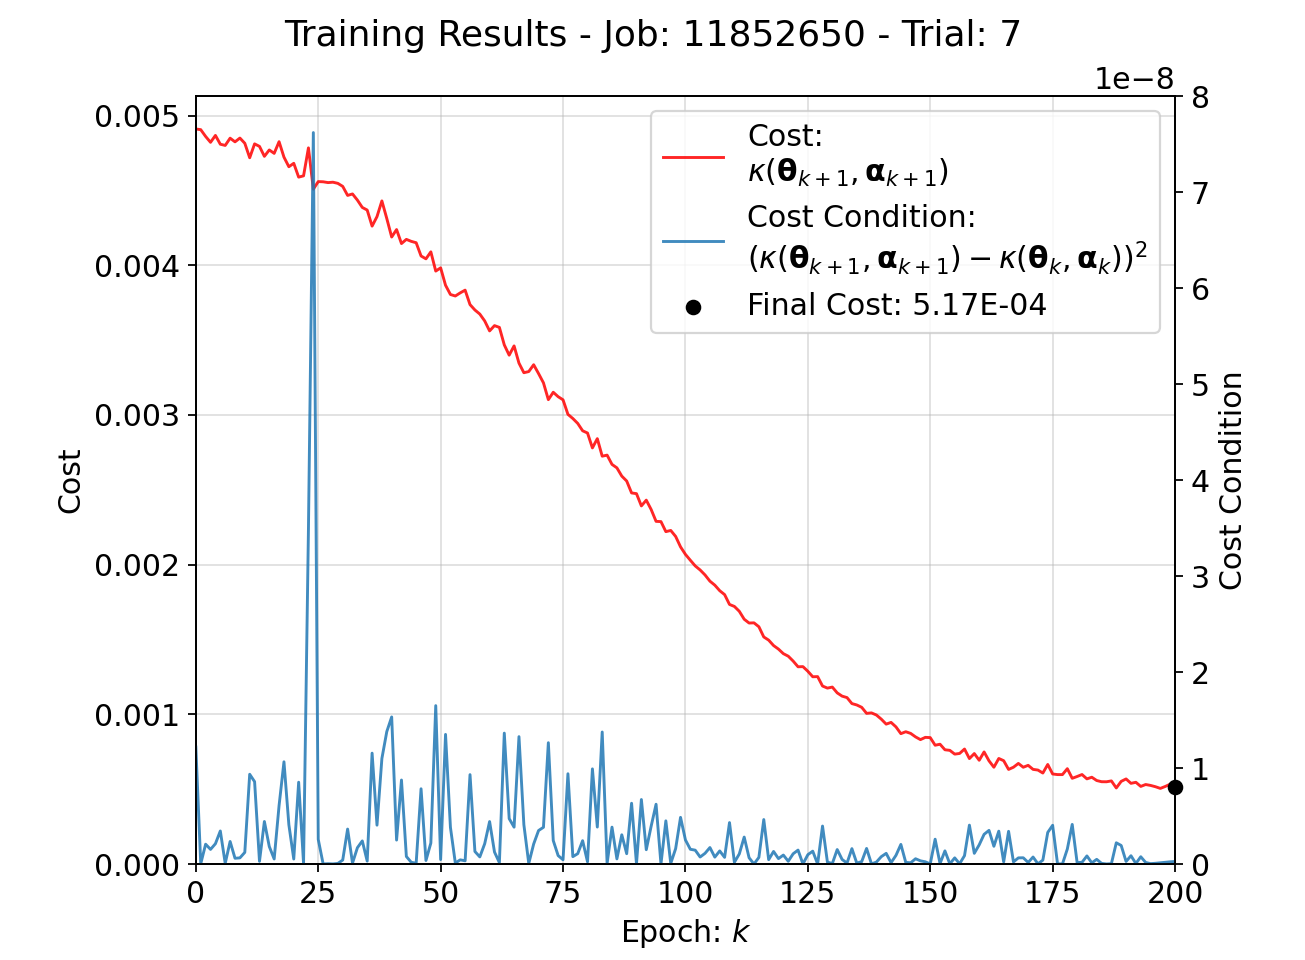 Training Results - Job: 11852650 - Trial: 7
1e−8
Cost:
κ(θ_{k+1}, α_{k+1})
Cost Condition:
(κ(θ_{k+1}, α_{k+1}) − κ(θ_k, α_k))²
Final Cost: 5.17E-04
Cost
0.005
0.004
0.003
0.002
0.001
0.000
8
7
6
5
4
3
2
1
0
Cost Condition
0 25 50 75 100 125 150 175 200
Epoch: k